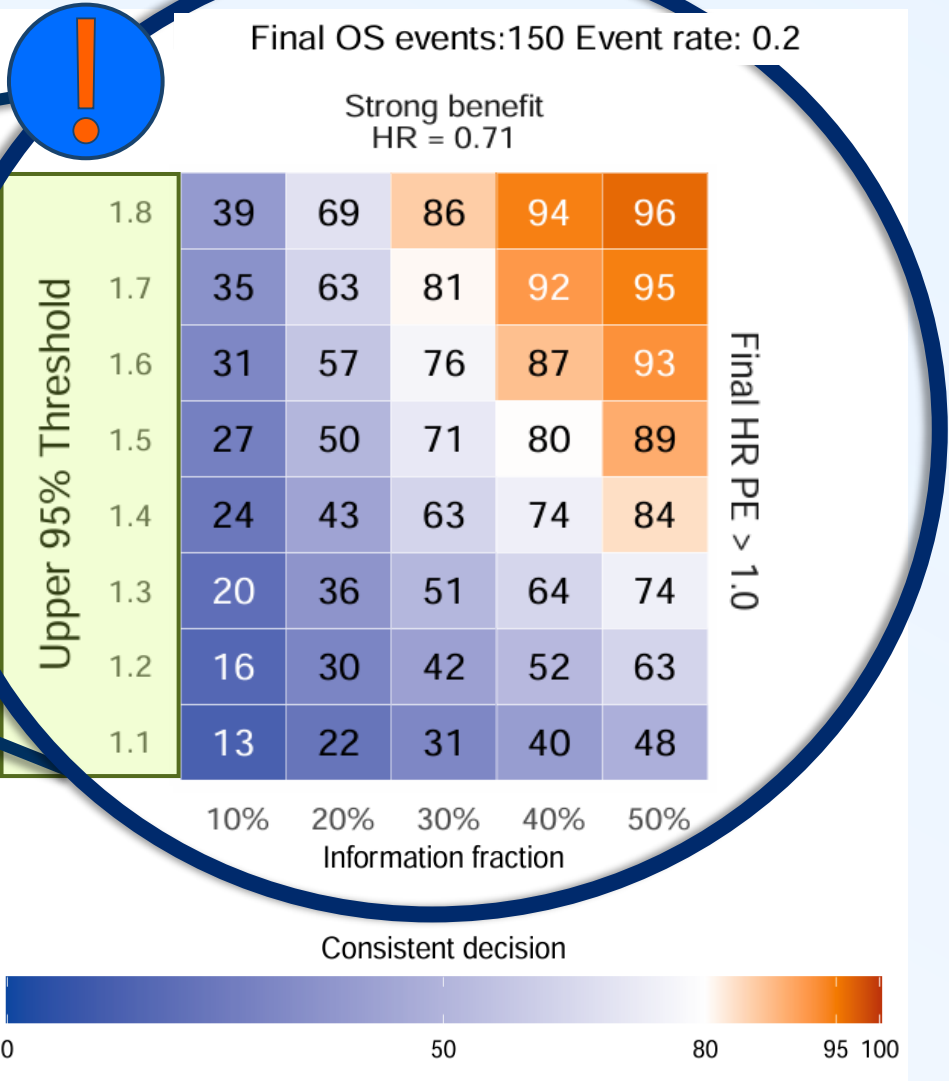 !
Final OS events:150 Event rate: 0.2
Strong benefit
HR = 0.71
Upper 95% Threshold
1.8 39 69 86 94 96
1.7 35 63 81 92 95
1.6 31 57 76 87 93
1.5 27 50 71 80 89
1.4 24 43 63 74 84
1.3 20 36 51 64 74
1.2 16 30 42 52 63
1.1 13 22 31 40 48
Final HR PE > 1.0
10% 20% 30% 40% 50%
Information fraction
Consistent decision
0 50 80 95 100